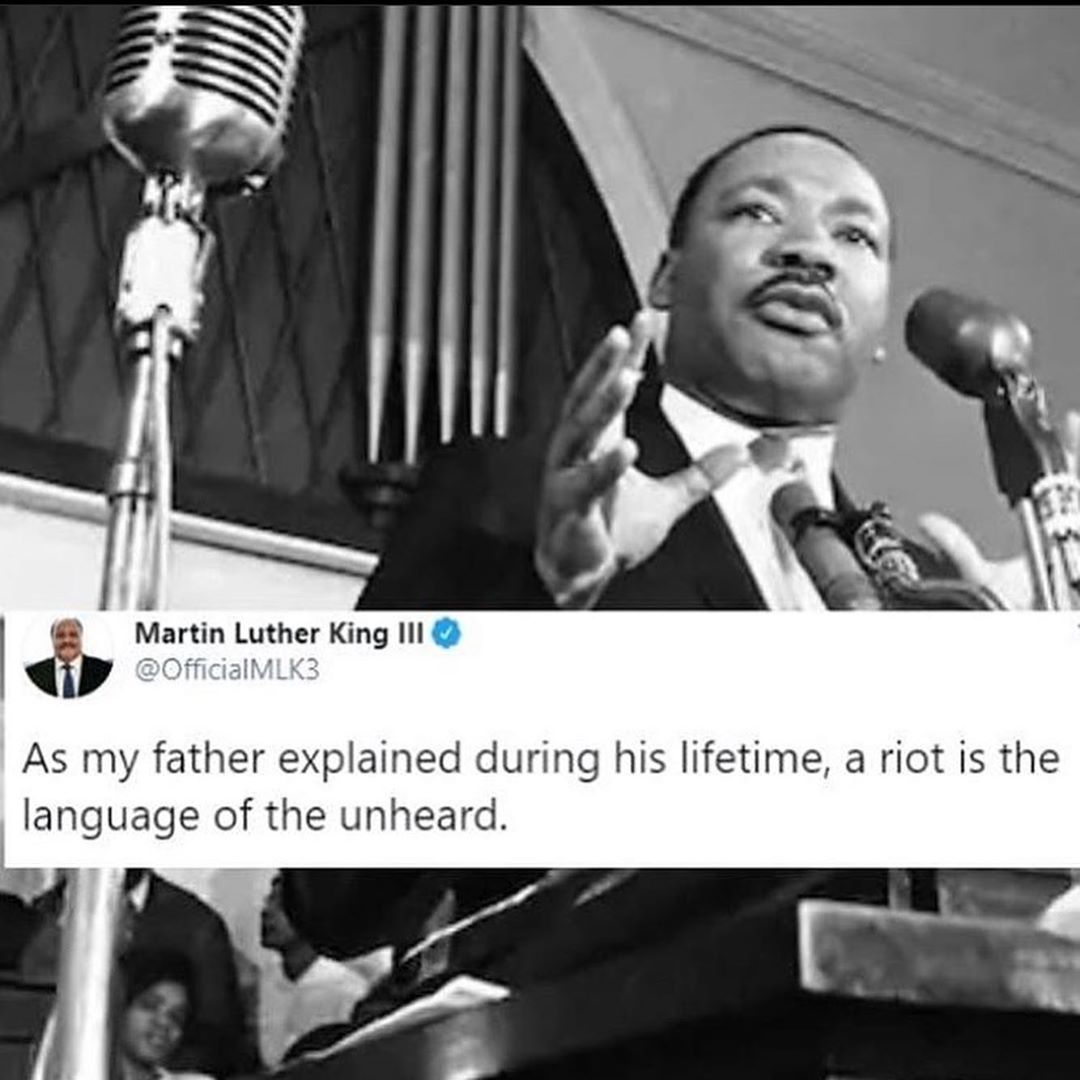 Martin Luther King III
@OfficialMLK3
As my father explained during his lifetime, a riot is the
language of the unheard.